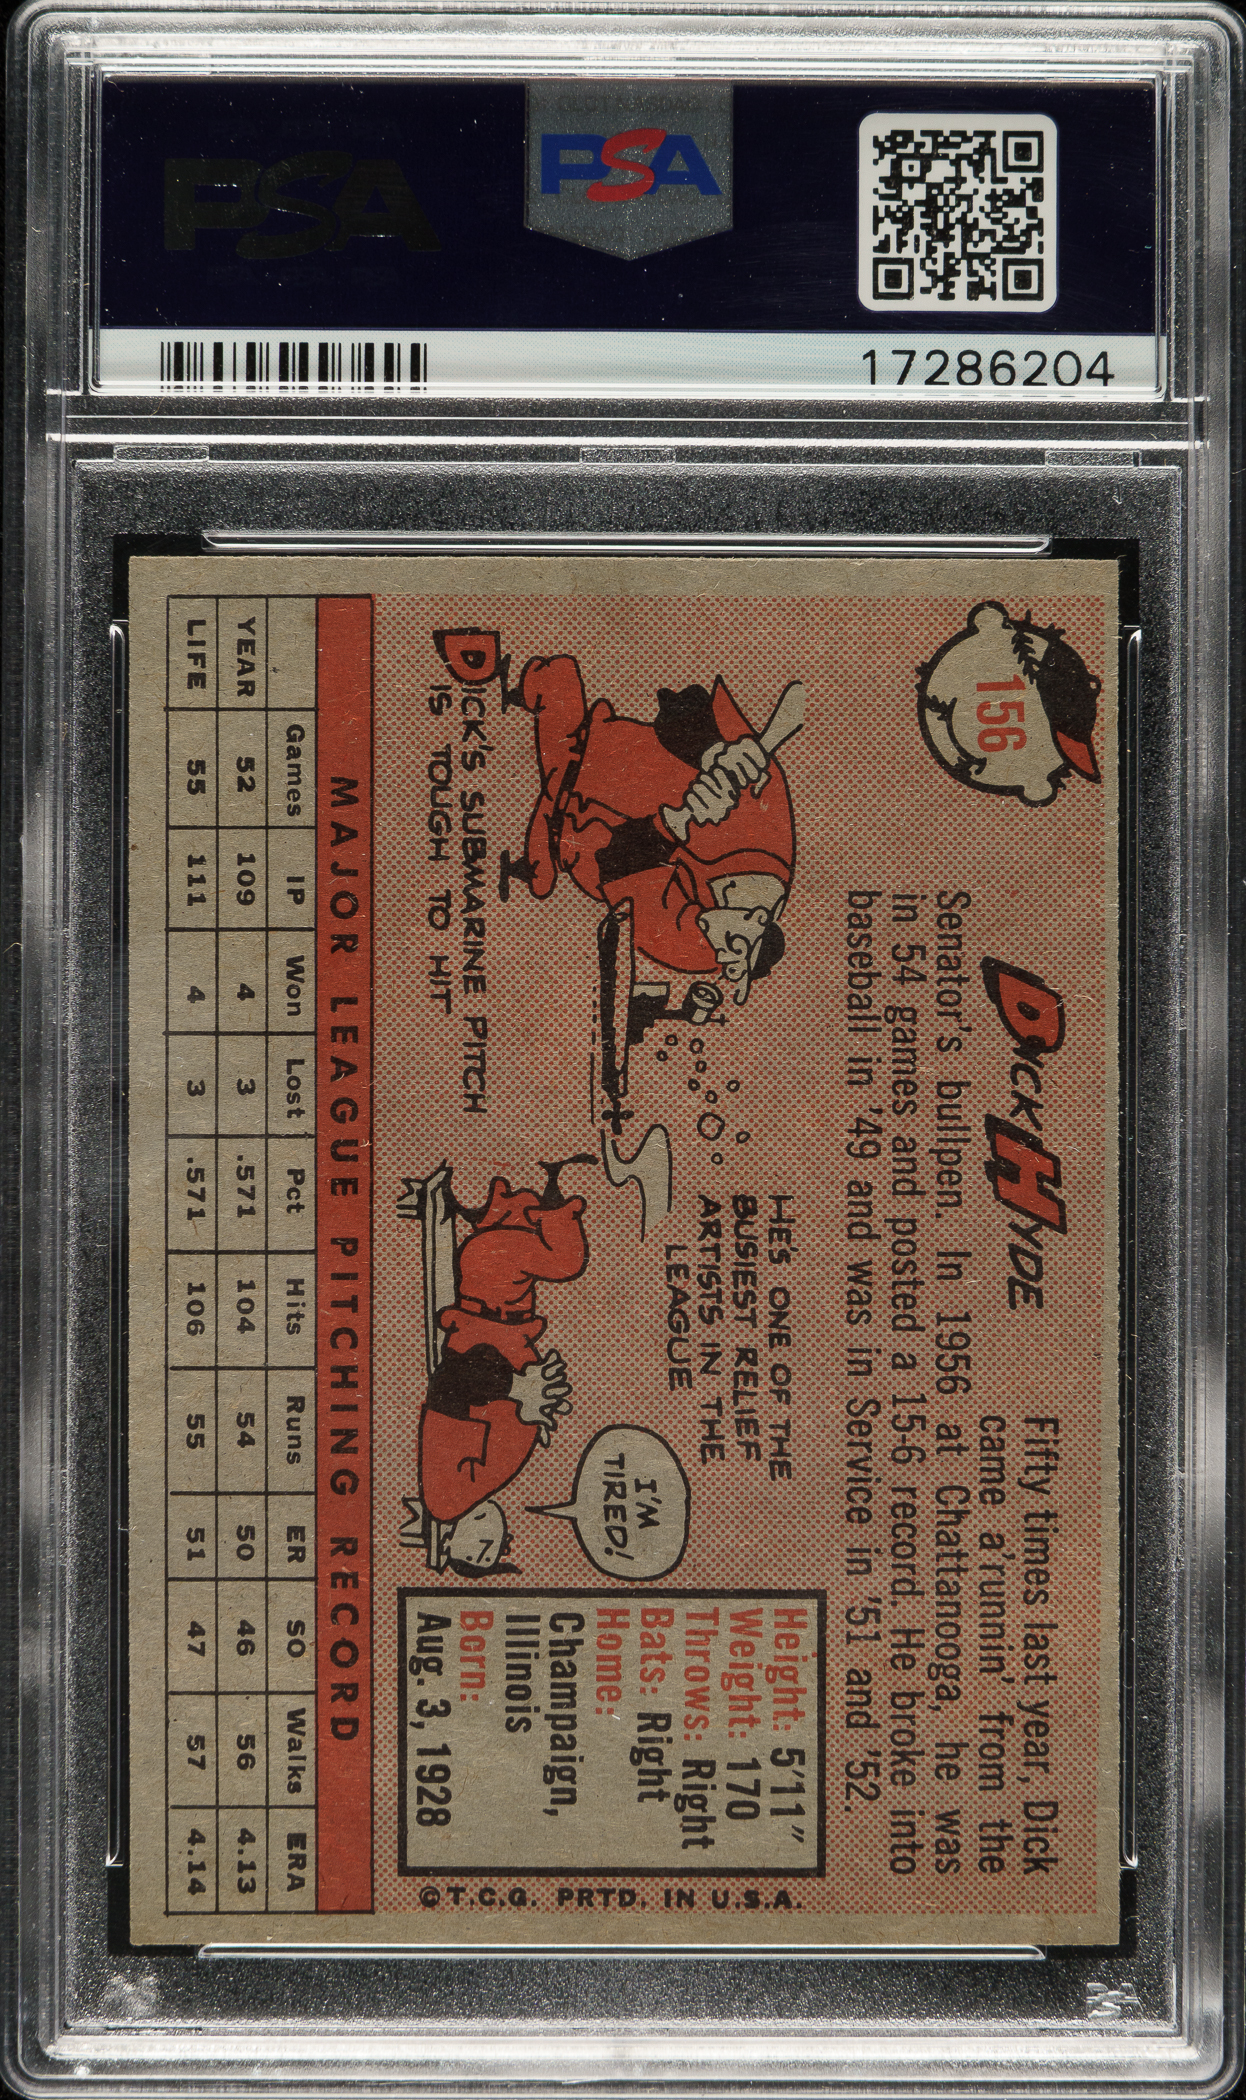 PSA
PSA
17286204
156
DICK HYDE
Fifty times last year, Dick
came a'runnin' from the
Senator's bullpen. In 1956 at Chattanooga, he was
in 54 games and posted a 15-6 record. He broke into
baseball in '49 and was in Service in '51 and '52.
HE'S ONE OF THE
BUSIEST RELIEF
ARTISTS IN THE
LEAGUE
DICK'S SUBMARINE PITCH
IS TOUGH TO HIT
I'M
TIRED!
Height: 5'11"
Weight: 170
Throws: Right
Bats: Right
Home:
Champaign,
Illinois
Born:
Aug. 3, 1928
©T.C.G. PRTD. IN U.S.A.
MAJOR LEAGUE PITCHING RECORD
Games IP Won Lost Pct Hits Runs ER SO Walks ERA
YEAR 52 109 4 3 .571 104 54 50 46 56 4.13
LIFE 55 111 4 3 .571 106 55 51 47 57 4.14
PSA